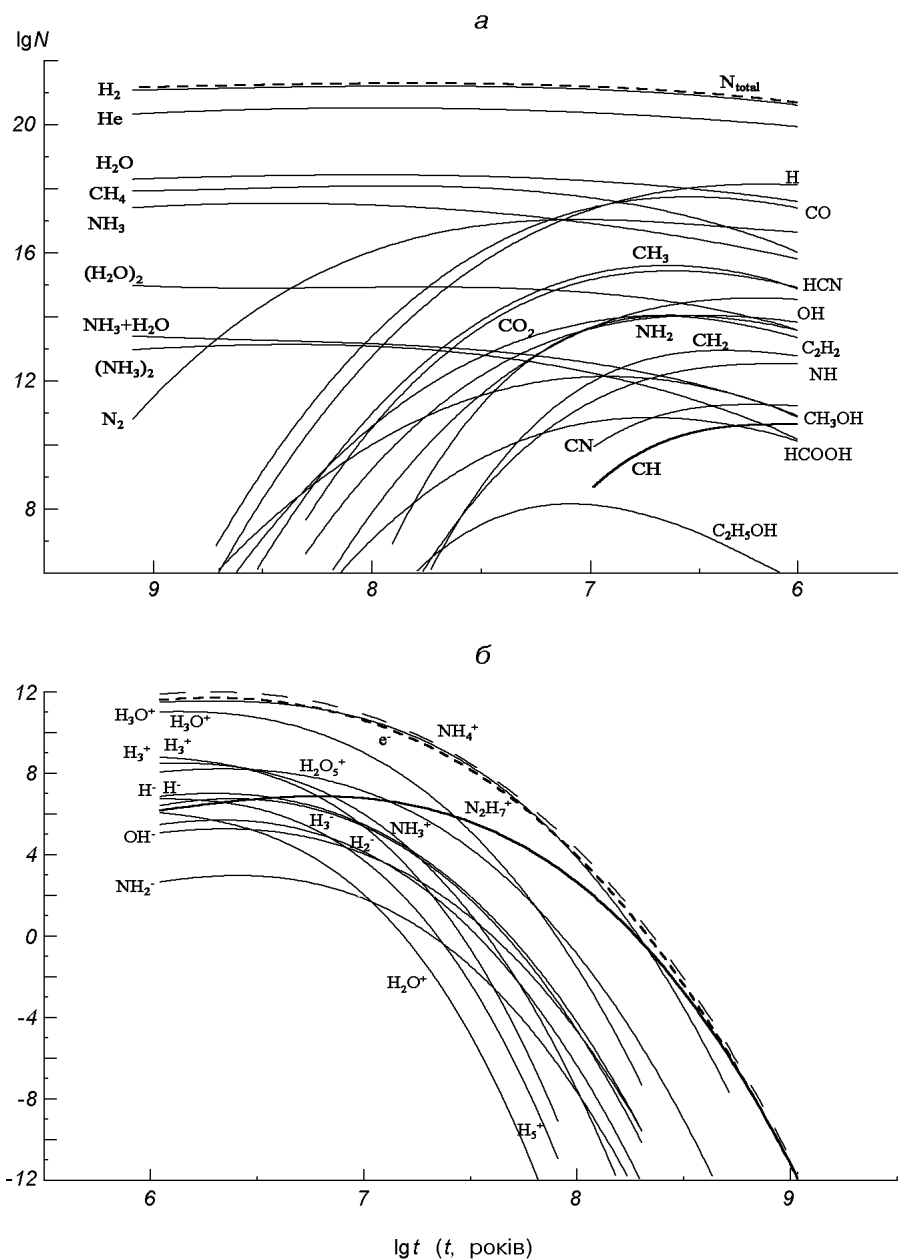 а
lgN
N_total
H₂
20
He
H₂O
H
CH₄
CO
NH₃
16
CH₃
(H₂O)₂
HCN
OH
NH₃+H₂O
CO₂
NH₂
CH₂
C₂H₂
(NH₃)₂
NH
12
N₂
CH₃OH
CN
HCOOH
CH
8
C₂H₅OH
9 8 7 6
б
12
H₃O⁺ H₃O⁺
NH₄⁺
e⁻
H₃⁺ H₃⁺
8
H₂O₅⁺
H⁻ H⁻
N₂H₇⁺
H₃⁻
NH₃⁺
OH⁻
H₂⁻
4
NH₂⁻
0
H₂O⁺
-4
-8
H₅⁺
-12
6 7 8 9
lgt (t, років)